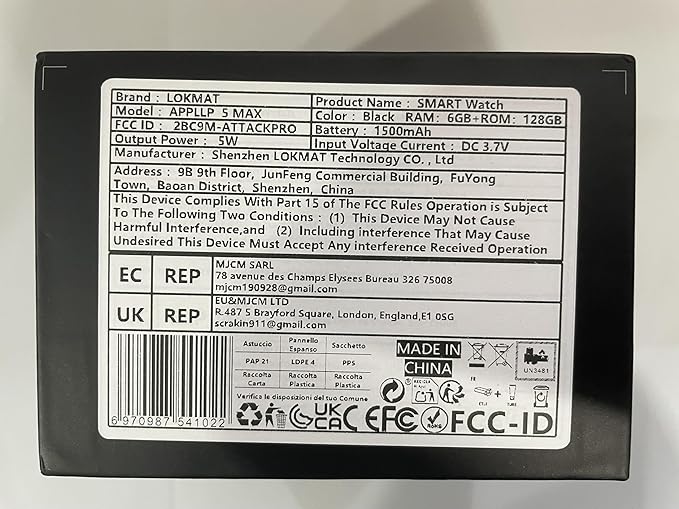 Brand : LOKMAT
Product Name : SMART Watch
Model : APPLLP 5 MAX
Color : Black RAM: 6GB+ROM: 128GB
FCC ID : 2BC9M-ATTACKPRO
Battery : 1500mAh
Output Power : 5W
Input Voltage Current : DC 3.7V
Manufacturer : Shenzhen LOKMAT Technology CO. , Ltd
Address : 9B 9th Floor, JunFeng Commercial Building, FuYong
Town, Baoan District, Shenzhen, China
This Device Complies With Part 15 of The FCC Rules Operation is Subject
To The Following Two Conditions : (1) This Device May Not Cause
Harmful Interference,and (2) Including interference That May Cause
Undesired This Device Must Accept Any interference Received Operation
EC REP
MJCM SARL
78 avenue des Champs Elysees Bureau 326 75008
mjcm190928@gmail.com
UK REP
EU&MJCM LTD
R.487 5 Brayford Square, London, England,E1 0SG
scrakin911@gmail.com
6 970987 541022
Astuccio Pannello Espanso Sacchetto
PAP 21 LDPE 4 PPS
Raccolta Carta Raccolta Plastica Raccolta Plastica
Verifica le disposizioni del tuo Comune
MADE IN
CHINA
UN3481
FR
UK
CA
CE FC RoHS FCC-ID